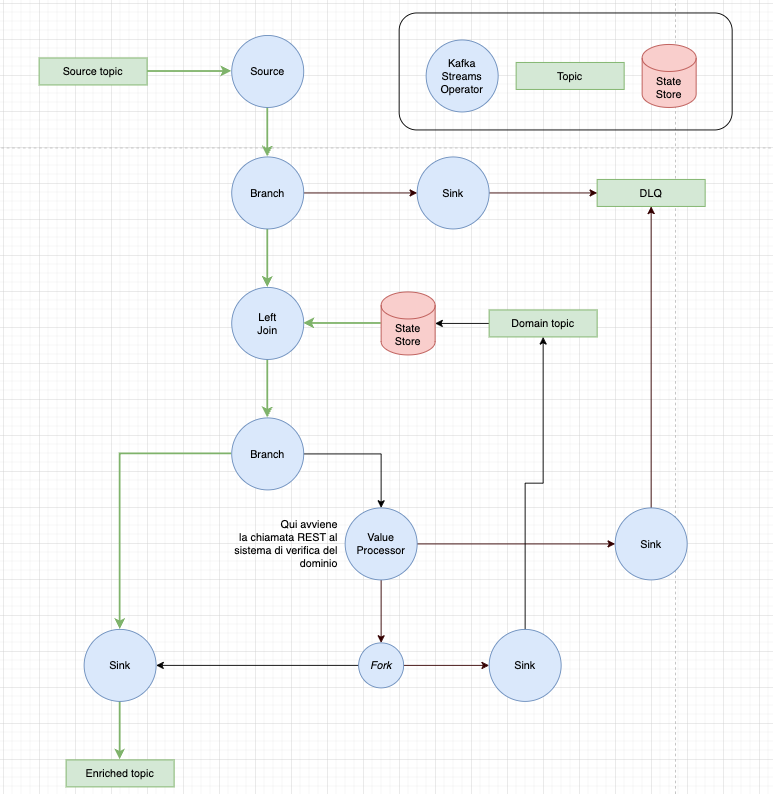 Source topic
Source
Kafka
Streams
Operator
Topic
State
Store
Branch
Sink
DLQ
Left
Join
State
Store
Domain topic
Branch
Qui avviene
la chiamata REST al
sistema di verifica del
dominio
Value
Processor
Sink
Sink
Fork
Sink
Enriched topic